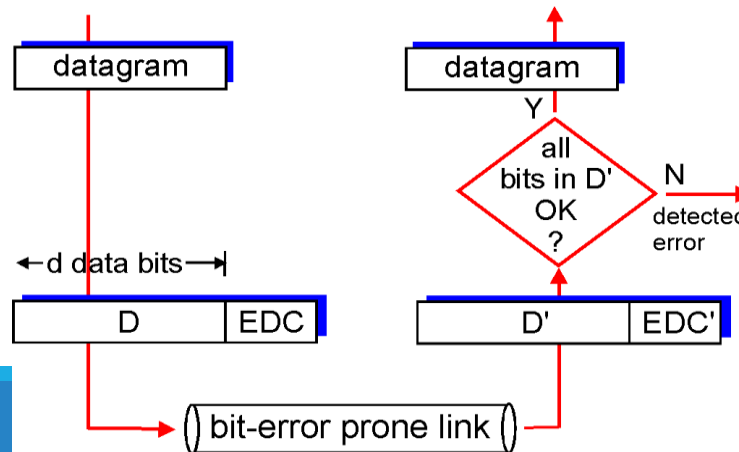 datagram
datagram
Y
all
bits in D'
OK
?
N
detected
error
d data bits
D
EDC
D'
EDC'
bit-error prone link